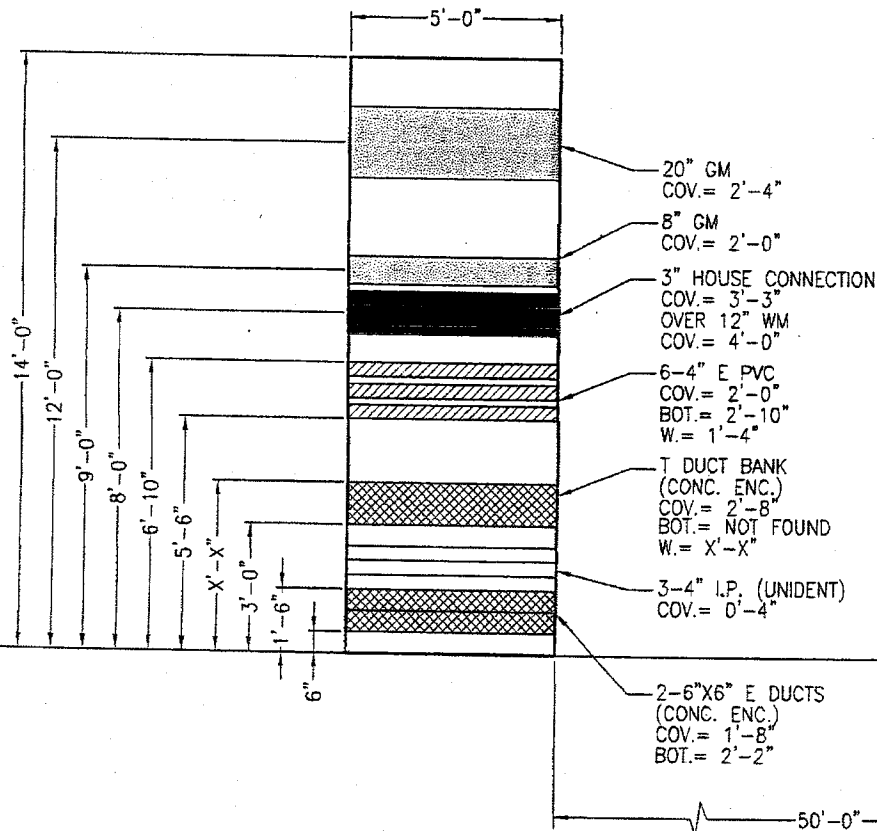 5'-0"
14'-0"
12'-0"
9'-0"
8'-0"
6'-10"
5'-6"
X'-X"
3'-0"
1'-6"
6"
20" GM
COV.= 2'-4"
8" GM
COV.= 2'-0"
3" HOUSE CONNECTION
COV.= 3'-3"
OVER 12" WM
COV.= 4'-0"
6-4" E PVC
COV.= 2'-0"
BOT.= 2'-10"
W.= 1'-4"
T DUCT BANK
(CONC. ENC.)
COV.= 2'-8"
BOT.= NOT FOUND
W.= X'-X"
3-4" I.P. (UNIDENT)
COV.= 0'-4"
2-6"X6" E DUCTS
(CONC. ENC.)
COV.= 1'-8"
BOT.= 2'-2"
50'-0"